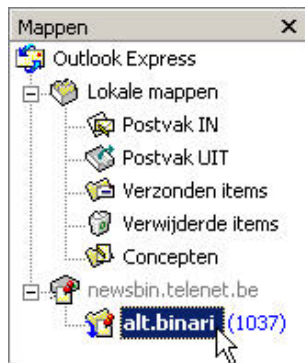 Mappen
Outlook Express
Lokale mappen
Postvak IN
Postvak UIT
Verzonden items
Verwijderde items
Concepten
newsbin.telenet.be
alt.binari (1037)